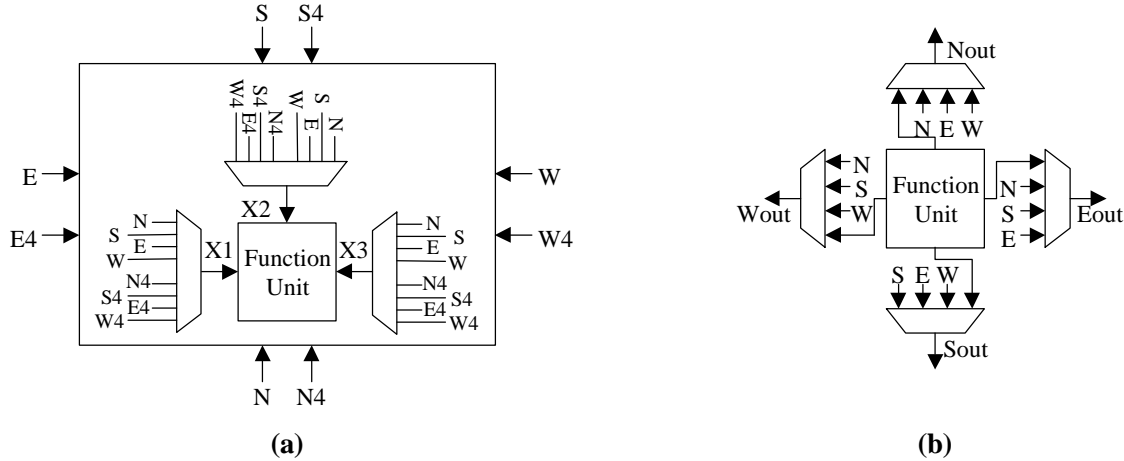 S S4
W4
E4
S4
N4
W
E
S
N
E
E4
W
W4
X2
X1
X3
N
S
E
W
N4
S4
E4
W4
Function
Unit
N
S
E
W
N4
S4
E4
W4
N N4
(a)
Nout
N E W
N
S
W
Wout
Function
Unit
N
S
E
Eout
S E W
Sout
(b)